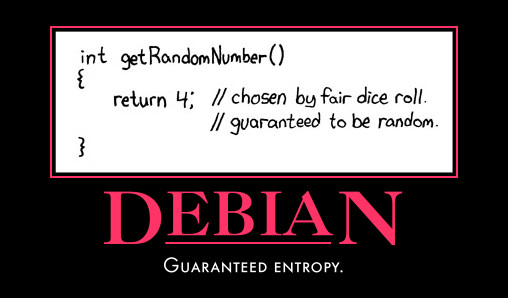 int getRandomNumber()
{
return 4; // chosen by fair dice roll.
// guaranteed to be random.
}
DEBIAN
GUARANTEED ENTROPY.